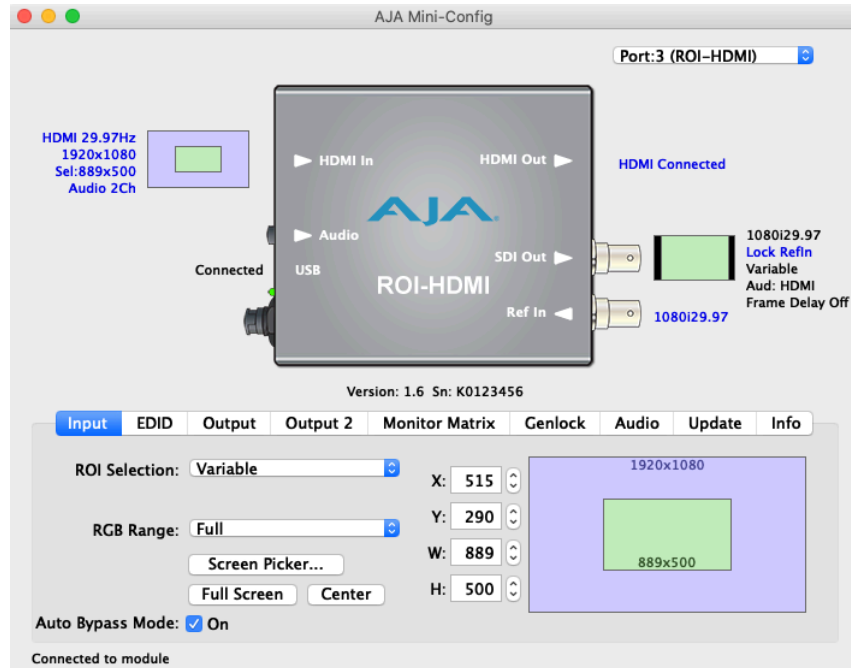 AJA Mini-Config
Port:3 (ROI-HDMI)
HDMI 29.97Hz
1920x1080
Sel:889x500
Audio 2Ch
HDMI In
HDMI Out
HDMI Connected
AJA
Audio
Connected
USB
SDI Out
ROI-HDMI
Ref In
1080i29.97
Lock RefIn
Variable
Aud: HDMI
Frame Delay Off
1080i29.97
Version: 1.6 Sn: K0123456
Input EDID Output Output 2 Monitor Matrix Genlock Audio Update Info
ROI Selection: Variable
RGB Range: Full
Screen Picker...
Full Screen Center
Auto Bypass Mode: On
X: 515
Y: 290
W: 889
H: 500
1920x1080
889x500
Connected to module